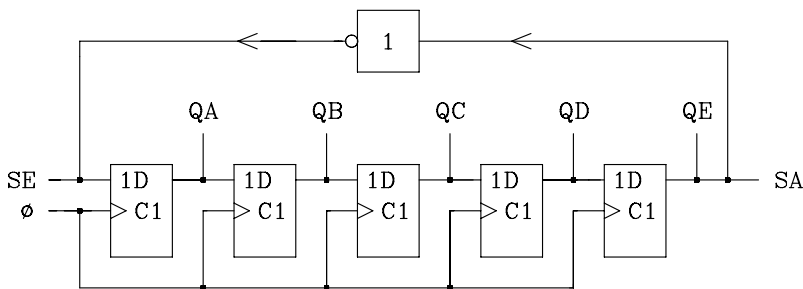 1
QA QB QC QD QE
SE 1D 1D 1D 1D 1D SA
ø C1 C1 C1 C1 C1